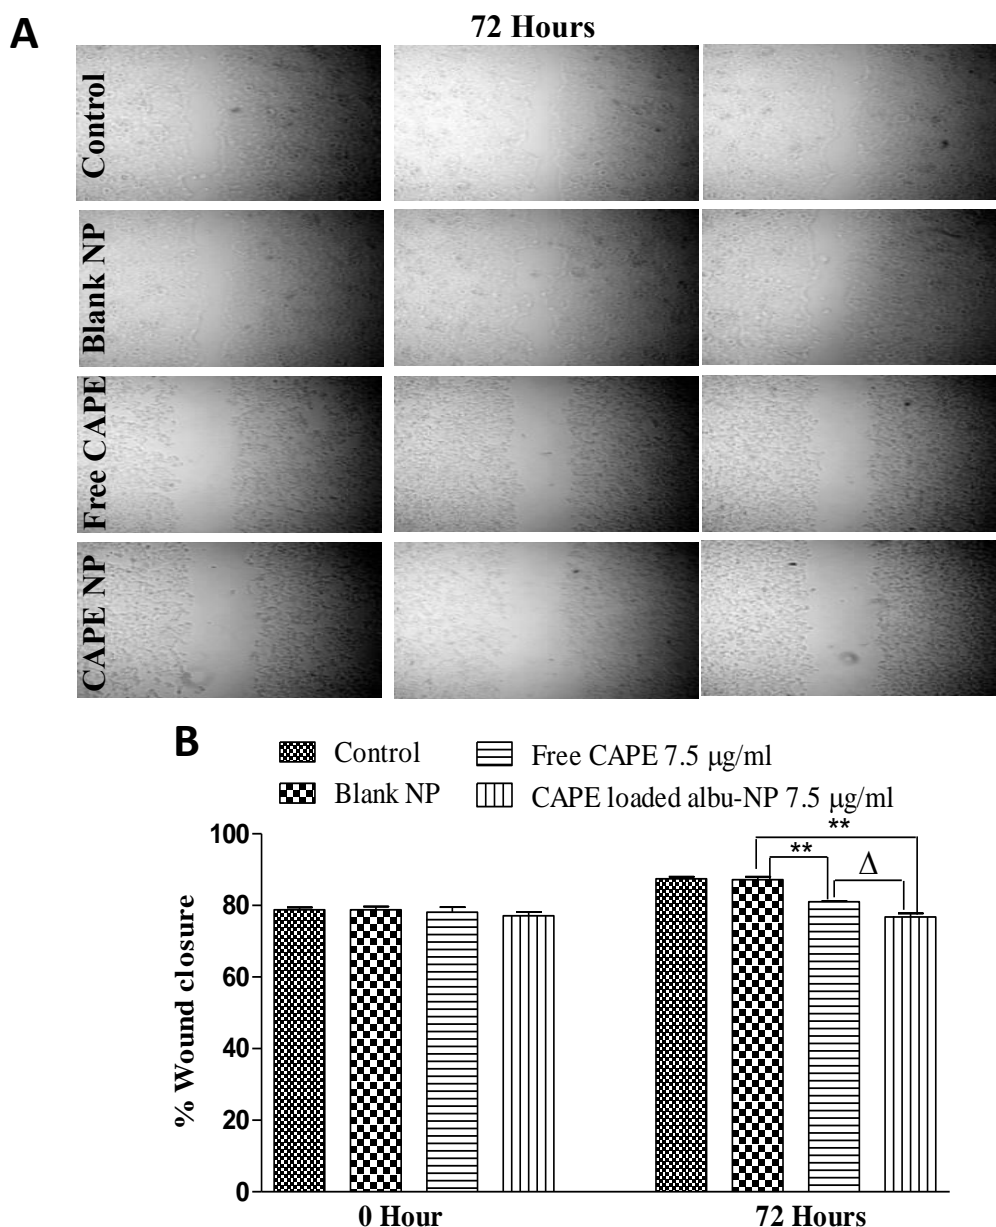 A
72 Hours
Control
Blank NP
Free CAPE
CAPE NP
B
Control
Free CAPE 7.5 µg/ml
Blank NP
CAPE loaded albu-NP 7.5 µg/ml
% Wound closure
100
80
60
40
20
0
**
**
Δ
0 Hour
72 Hours